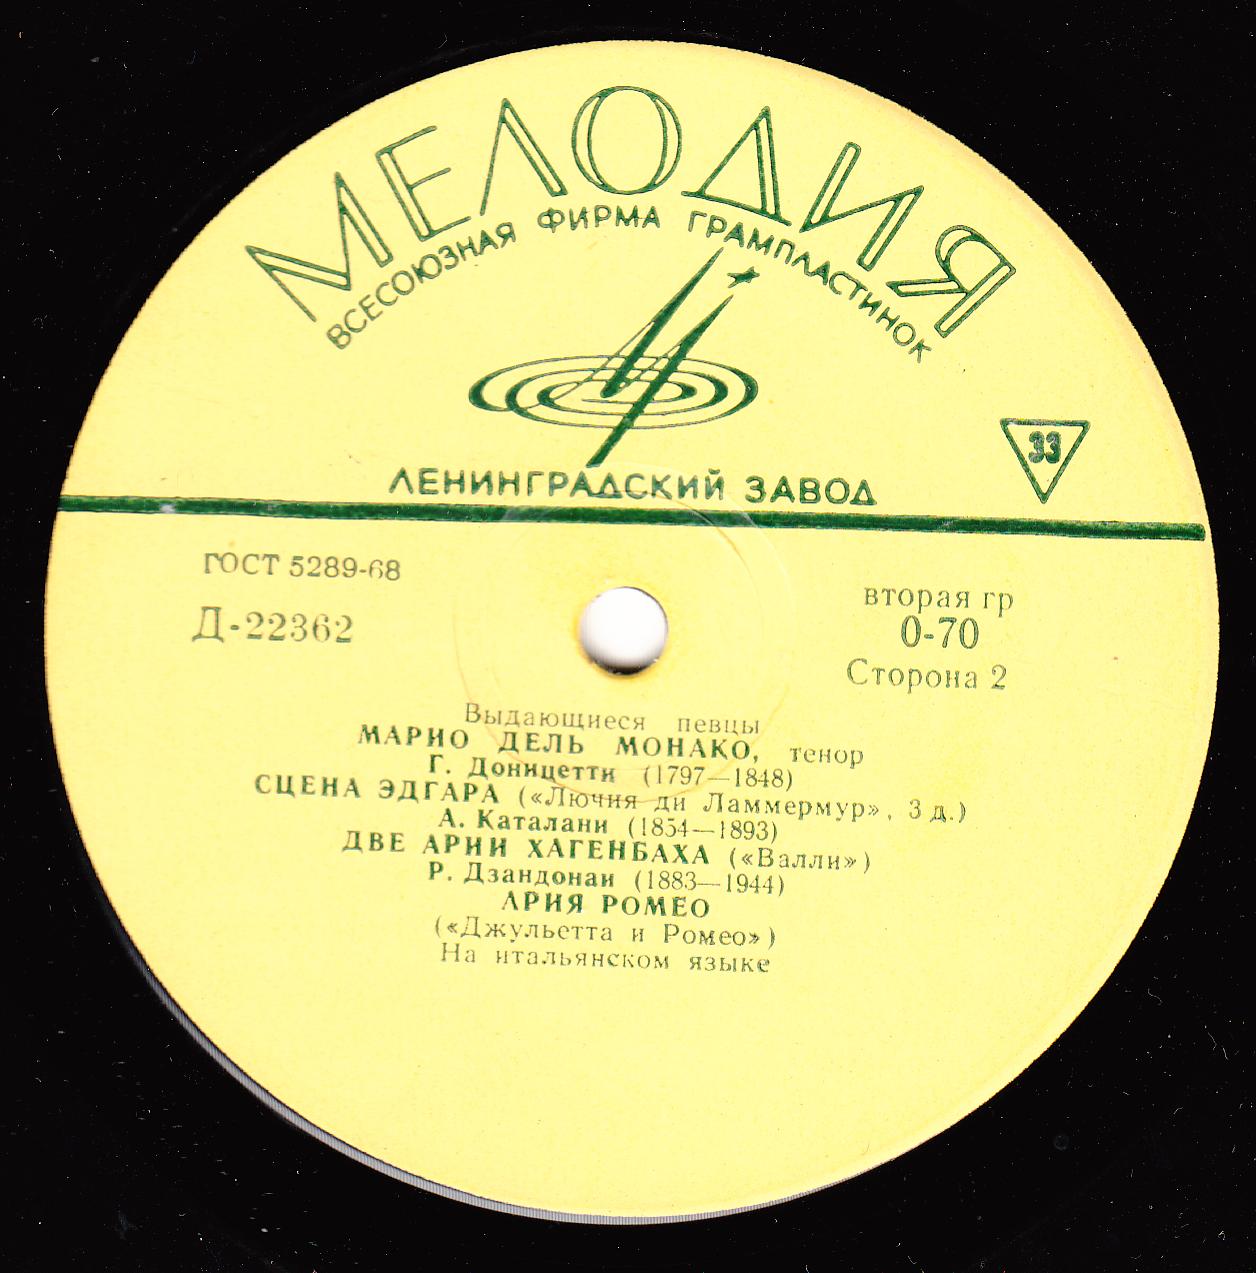 МЕЛОДИЯ
ВСЕСОЮЗНАЯ ФИРМА ГРАМПЛАСТИНОК
33
ЛЕНИНГРАДСКИЙ ЗАВОД
ГОСТ 5289-68
Д-22362
вторая гр
0-70
Сторона 2
Выдающиеся певцы
МАРИО ДЕЛЬ МОНАКО, тенор
Г. Доницетти (1797—1848)
СЦЕНА ЭДГАРА («Лючия ди Ламмермур», 3 д.)
А. Каталани (1854—1893)
ДВЕ АРИИ ХАГЕНБАХА («Валли»)
Р. Дзандонаи (1883—1944)
АРИЯ РОМЕО
(«Джульетта и Ромео»)
На итальянском языке